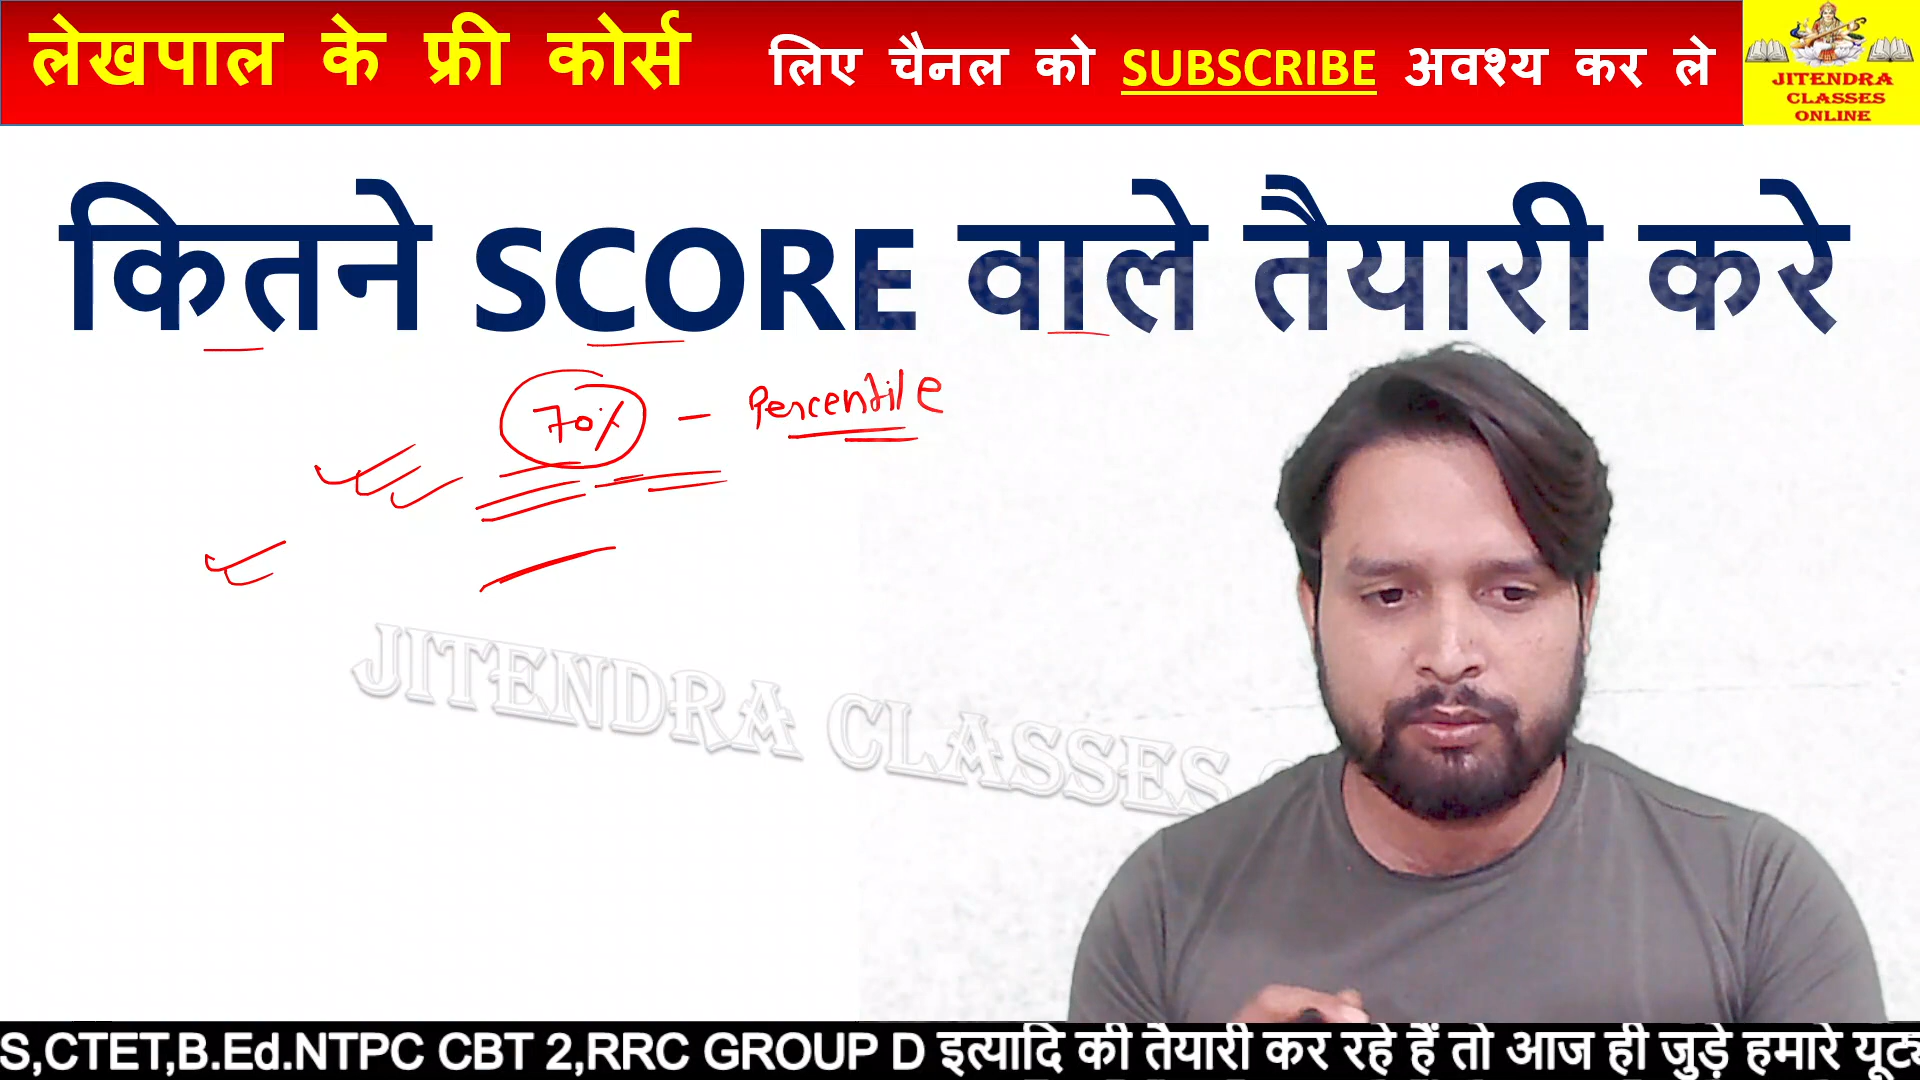 लेखपाल के फ्री कोर्स लिए चैनल को SUBSCRIBE अवश्य कर ले
JITENDRA
CLASSES
ONLINE
कितने SCORE वाले तैयारी करे
70% - Percentile
JITENDRA CLASSES
S,CTET,B.Ed.NTPC CBT 2,RRC GROUP D इत्यादि की तैयारी कर रहे हैं तो आज ही जुड़े हमारे